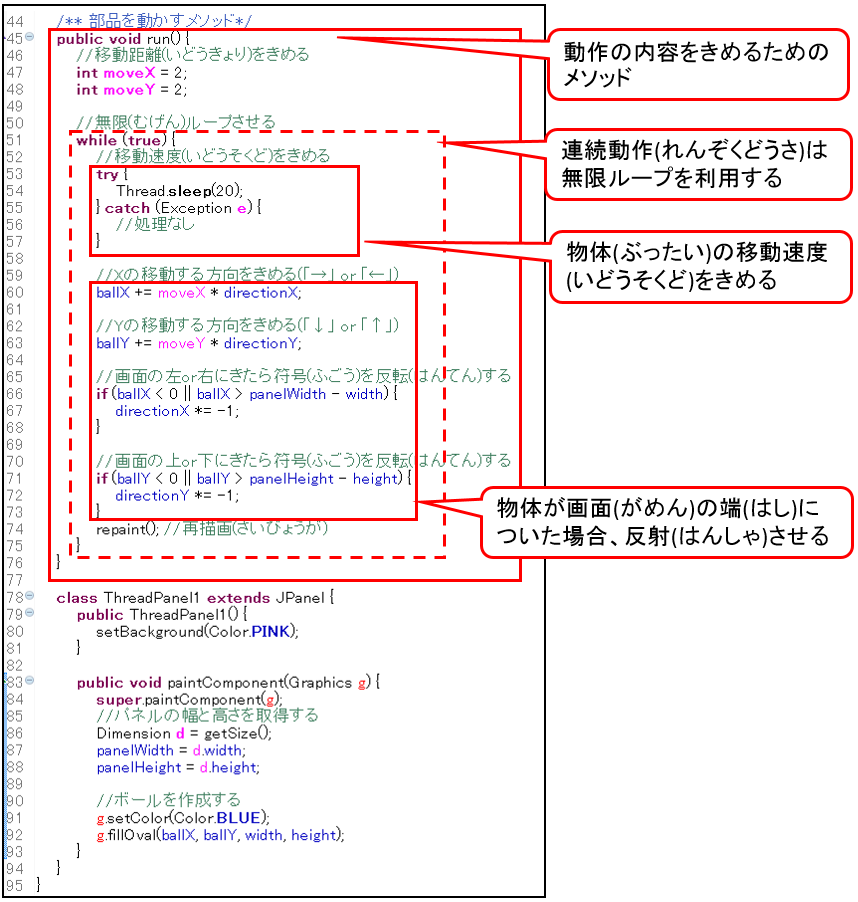 44 /** 部品を動かすメソッド*/
45 public void run() {
46 //移動距離(いどうきょり)をきめる
47 int moveX = 2;
48 int moveY = 2;
49
50 //無限(むげん)ループさせる
51 while (true) {
52 //移動速度(いどうそくど)をきめる
53 try {
54 Thread.sleep(20);
55 } catch (Exception e) {
56 //処理なし
57 }
58
59 //Xの移動する方向をきめる(「→」or「←」)
60 ballX += moveX * directionX;
61
62 //Yの移動する方向をきめる(「↓」or「↑」)
63 ballY += moveY * directionY;
64
65 //画面の左or右にきたら符号(ふごう)を反転(はんてん)する
66 if (ballX < 0 || ballX > panelWidth - width) {
67 directionX *= -1;
68 }
69
70 //画面の上or下にきたら符号(ふごう)を反転(はんてん)する
71 if (ballY < 0 || ballY > panelHeight - height) {
72 directionY *= -1;
73 }
74 repaint(); //再描画(さいびょうが)
75 }
76 }
77
78 class ThreadPanel1 extends JPanel {
79 public ThreadPanel1() {
80 setBackground(Color.PINK);
81 }
82
83 public void paintComponent(Graphics g) {
84 super.paintComponent(g);
85 //パネルの幅と高さを取得する
86 Dimension d = getSize();
87 panelWidth = d.width;
88 panelHeight = d.height;
89
90 //ボールを作成する
91 g.setColor(Color.BLUE);
92 g.fillOval(ballX, ballY, width, height);
93 }
94 }
95 }
動作の内容をきめるための
メソッド
連続動作(れんぞくどうさ)は
無限ループを利用する
物体(ぶったい)の移動速度
(いどうそくど)をきめる
物体が画面(がめん)の端(はし)に
ついた場合、反射(はんしゃ)させる